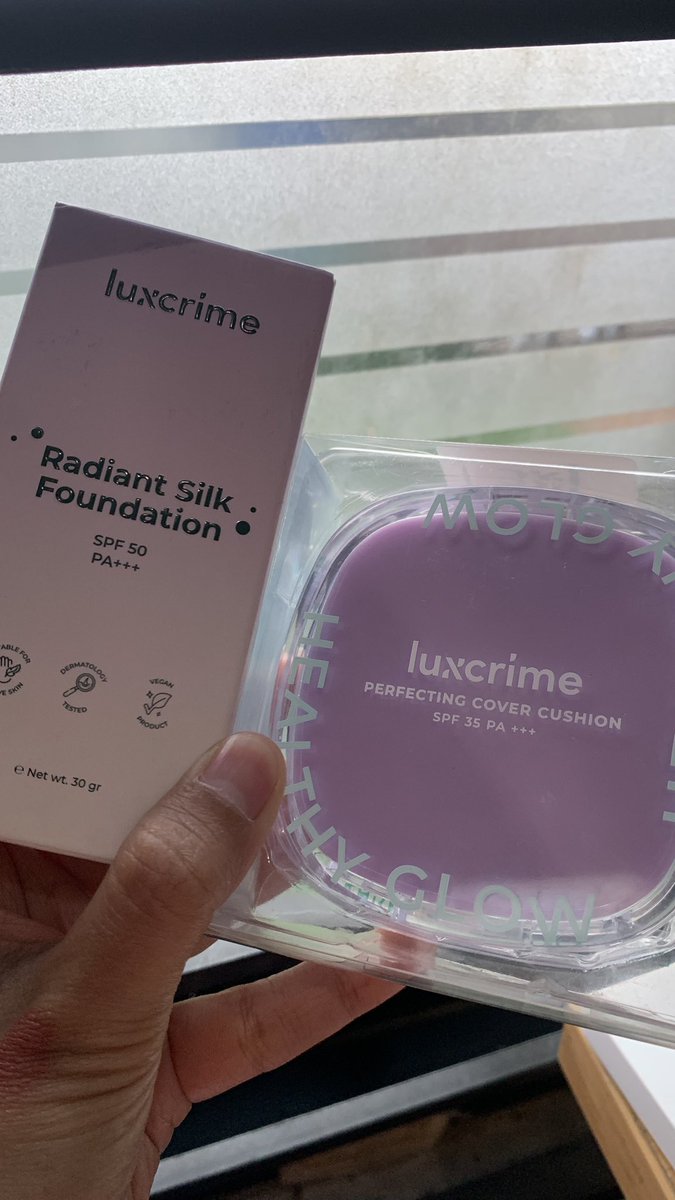 luxcrime
Radiant Silk
Foundation
SPF 50
PA+++
DERMATOLOGY
TESTED
VEGAN
PRODUCT
℮ Net wt. 30 gr
HEALTHY GLOW
GLOW
luxcrime
PERFECTING COVER CUSHION
SPF 35 PA +++